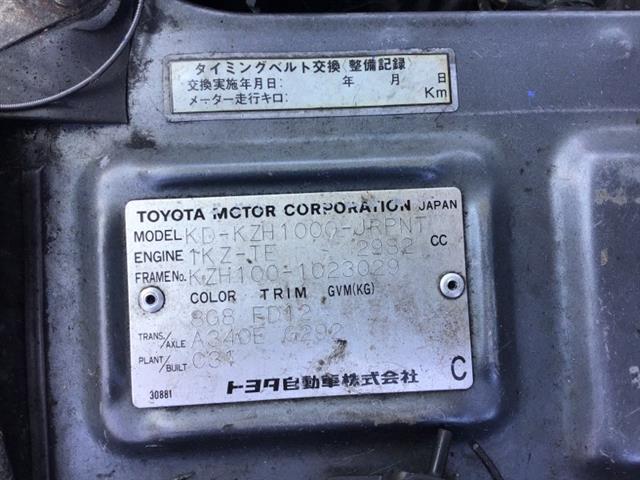 タイミングベルト交換〈整備記録〉
交換実施年月日: 年 月 日
メーター走行キロ: Km
TOYOTA MOTOR CORPORATION JAPAN
MODEL KD-KZH100G-JRPNT
ENGINE 1KZ-TE 2982 CC
FRAME No. KZH100-1023029
COLOR TRIM GVM(KG)
8G8 FD12
TRANS./AXLE A340E G292
PLANT/BUILT C31
30881 トヨタ自動車株式会社 C